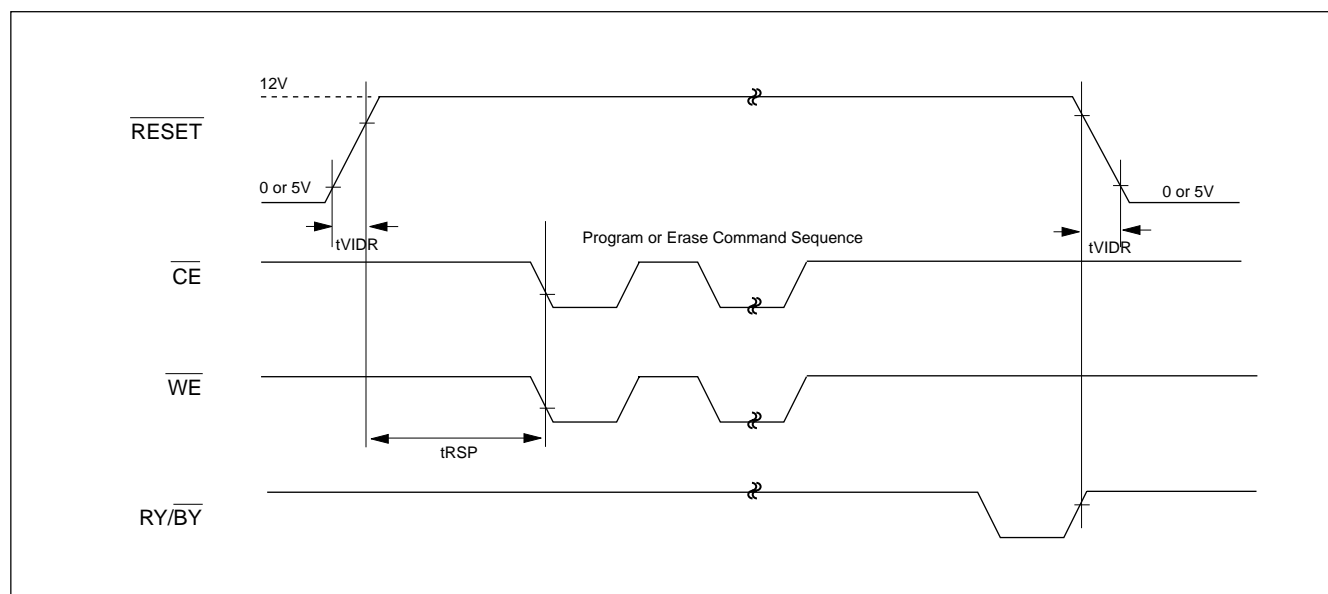 12V
RESET
0 or 5V
0 or 5V
tVIDR
Program or Erase Command Sequence
tVIDR
CE
WE
tRSP
RY/BY